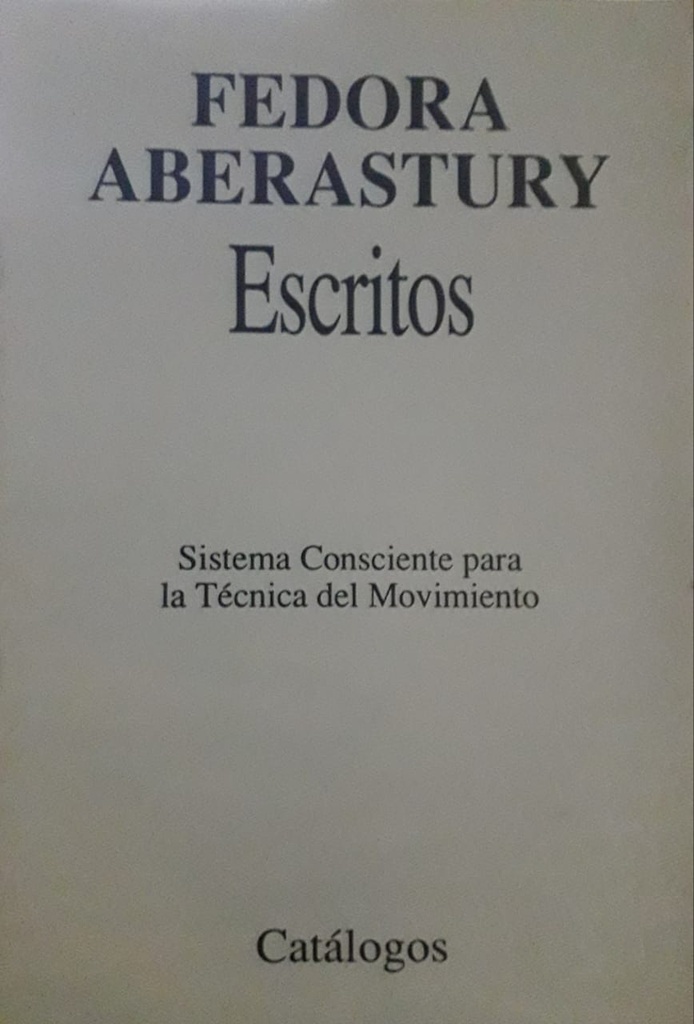 FEDORA
ABERASTURY
Escritos
Sistema Consciente para
la Técnica del Movimiento
Catálogos